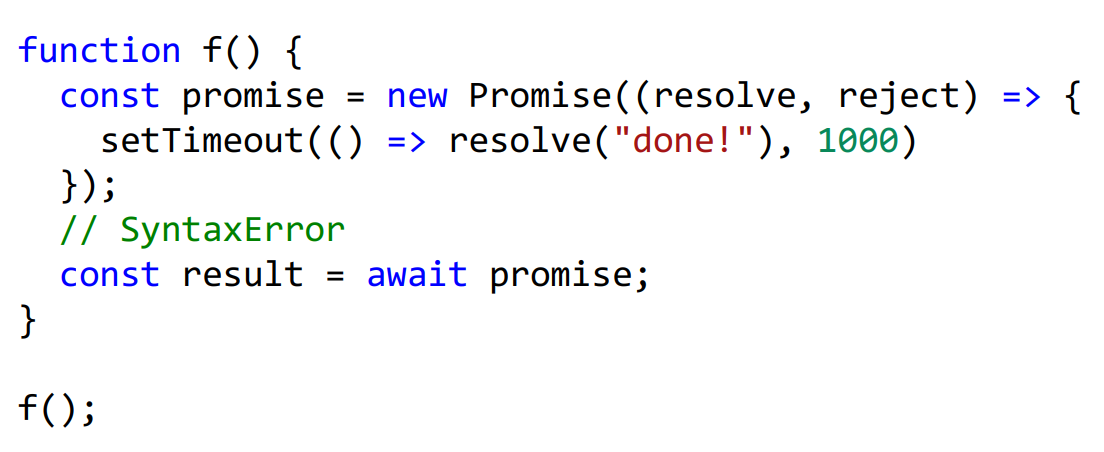 function f() {
  const promise = new Promise((resolve, reject) => {
    setTimeout(() => resolve("done!"), 1000)
  });
  // SyntaxError
  const result = await promise;
}

f();